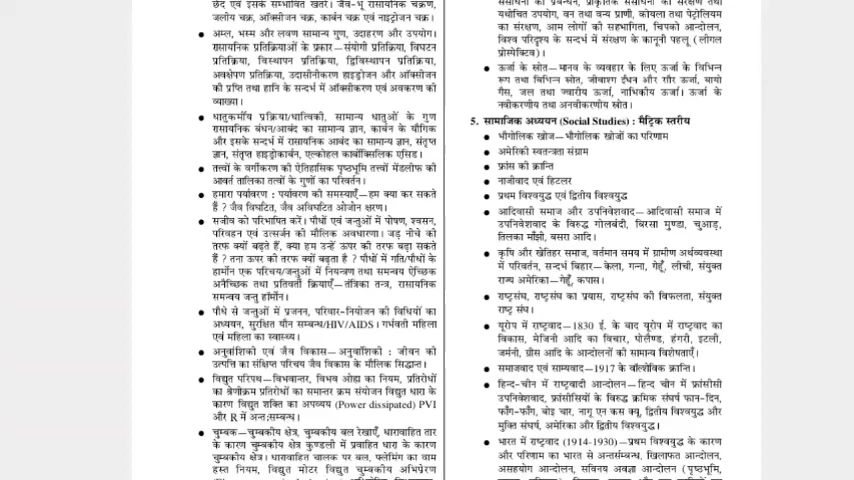 छेद एवं इसके सम्भावित खतरे। जैव-भू रासायनिक चक्रण,
जलीय चक्र, ऑक्सीजन चक्र, कार्बन चक्र एवं नाइट्रोजन चक्र।
• अम्ल, भस्म और लवण सामान्य गुण, उदाहरण और उपयोग।
रासायनिक प्रतिक्रियाओं के प्रकार—संयोगी प्रतिक्रिया, विघटन
प्रतिक्रिया, विस्थापन प्रतिक्रिया, द्विविस्थापन प्रतिक्रिया,
अवक्षेपण प्रतिक्रिया, उदासीनीकरण हाइड्रोजन और ऑक्सीजन
की प्रप्ति तथा हानि के सन्दर्भ में ऑक्सीकरण एवं अवकरण की
व्याख्या।
• धातुकर्मीय प्रक्रिया/धात्विकी, सामान्य धातुओं के गुण
रासायनिक बंधन/आबंद का सामान्य ज्ञान, कार्बन के यौगिक
और इसके सन्दर्भ में रासायनिक आबंद का सामान्य ज्ञान, संतृप्त
ज्ञान, संतृप्त हाइड्रोकार्बन, एल्कोहल कार्बोक्सिलिक एसिड।
• तत्त्वों के वर्गीकरण की ऐतिहासिक पृष्ठभूमि तत्त्वों मेंडलीफ की
आवर्त तालिका तत्वों के गुणों का परिवर्तन।
• हमारा पर्यावरण : पर्यावरण की समस्याएँ—हम क्या कर सकते
हैं ? जैव विघटित, जैव अविघटित ओजोन क्षरण।
• सजीव को परिभाषित करें। पौधों एवं जन्तुओं में पोषण, श्वसन,
परिवहन एवं उत्सर्जन की मौलिक अवधारणा। जड़ नीचे की
तरफ क्यों बढ़ते हैं, क्या हम उन्हें ऊपर की तरफ बढ़ा सकते
हैं ? तना ऊपर की तरफ क्यों बढ़ता है ? पौधों में गति/पौधों के
हार्मोन एक परिचय/जन्तुओं में नियन्त्रण तथा समन्वय ऐच्छिक
अनैच्छिक तथा प्रतिवर्ती क्रियाएँ—तंत्रिका तन्त्र, रासायनिक
समन्वय जन्तु हॉर्मोन।
• पौधे से जन्तुओं में प्रजनन, परिवार-नियोजन की विधियों का
अध्ययन, सुरक्षित यौन सम्बन्ध/HIV/AIDS। गर्भवती महिला
एवं महिला का स्वास्थ्य।
• अनुवांशिकी एवं जैव विकास—अनुवांशिकी : जीवन की
उत्पत्ति का संक्षिप्त परिचय जैव विकास के मौलिक सिद्धान्त।
• विद्युत परिपथ—विभवान्तर, विभव ओह्म का नियम, प्रतिरोधों
का श्रेणीक्रम प्रतिरोधों का समान्तर क्रम संयोजन विद्युत धारा के
कारण विद्युत शक्ति का अपव्यय (Power dissipated) PVI
और R में अन्त:सम्बन्ध।
• चुम्बक—चुम्बकीय क्षेत्र, चुम्बकीय बल रेखाएँ, धारावाहित तार
के कारण चुम्बकीय क्षेत्र कुण्डली में प्रवाहित धारा के कारण
चुम्बकीय क्षेत्र। धारावाहित चालक पर बल, फ्लेमिंग का वाम
हस्त नियम, विद्युत मोटर विद्युत चुम्बकीय अभिप्रेरण
संसाधनों का प्रबन्धन, प्राकृतिक संसाधनों का संरक्षण तथा
यथोचित उपयोग, वन तथा वन्य प्राणी, कोयला तथा पेट्रोलियम
का संरक्षण, आम लोगों की सहभागिता, चिपको आन्दोलन,
विश्व परिदृश्य के सन्दर्भ में संरक्षण के कानूनी पहलू (लीगल
प्रोस्पेक्टिव)।
• ऊर्जा के स्रोत—मानव के व्यवहार के लिए ऊर्जा के विभिन्न
रूप तथा विभिन्न स्रोत, जीवाश्म ईंधन और गौर ऊर्जा, बायो
गैस, जल तथा ज्वारीय ऊर्जा, नाभिकीय ऊर्जा। ऊर्जा के
नवीकरणीय तथा अनवीकरणीय स्रोत।
5. सामाजिक अध्ययन (Social Studies) : मैट्रिक स्तरीय
• भौगोलिक खोज—भौगोलिक खोजों का परिणाम
• अमेरिकी स्वतन्त्रता संग्राम
• फ्रांस की क्रान्ति
• नाजीवाद एवं हिटलर
• प्रथम विश्वयुद्ध एवं द्वितीय विश्वयुद्ध
• आदिवासी समाज और उपनिवेशवाद—आदिवासी समाज में
उपनिवेशवाद के विरुद्ध गोलबंदी, बिरसा मुण्डा, चुआड़,
तिलका माँझी, बसरा आदि।
• कृषि और खेतिहर समाज, वर्तमान समय में ग्रामीण अर्थव्यवस्था
में परिवर्तन, सन्दर्भ बिहार—केला, गन्ना, गेहूँ, लीची, संयुक्त
राज्य अमेरिका—गेहूँ, कपास।
• राष्ट्रसंघ, राष्ट्रसंघ का प्रयास, राष्ट्रसंघ की विफलता, संयुक्त
राष्ट्र संघ।
• यूरोप में राष्ट्रवाद—1830 ई. के बाद यूरोप में राष्ट्रवाद का
विकास, मेजिनी आदि का विचार, पोलैण्ड, हंगरी, इटली,
जर्मनी, ग्रीस आदि के आन्दोलनों की सामान्य विशेषताएँ।
• समाजवाद एवं साम्यवाद—1917 के वॉल्शेविक क्रान्ति।
• हिन्द-चीन में राष्ट्रवादी आन्दोलन—हिन्द चीन में फ्रांसीसी
उपनिवेशवाद, फ्रांसीसियों के विरुद्ध क्रमिक संघर्ष फान-दिन,
फाँग-फाँग, बोइ चार, नागू एन कस क्यू, द्वितीय विश्वयुद्ध और
मुक्ति संघर्ष, अमेरिका और द्वितीय विश्वयुद्ध।
• भारत में राष्ट्रवाद (1914-1930)—प्रथम विश्वयुद्ध के कारण
और परिणाम का भारत से अन्तर्सम्बन्ध, खिलाफत आन्दोलन,
असहयोग आन्दोलन, सविनय अवज्ञा आन्दोलन (पृष्ठभूमि,